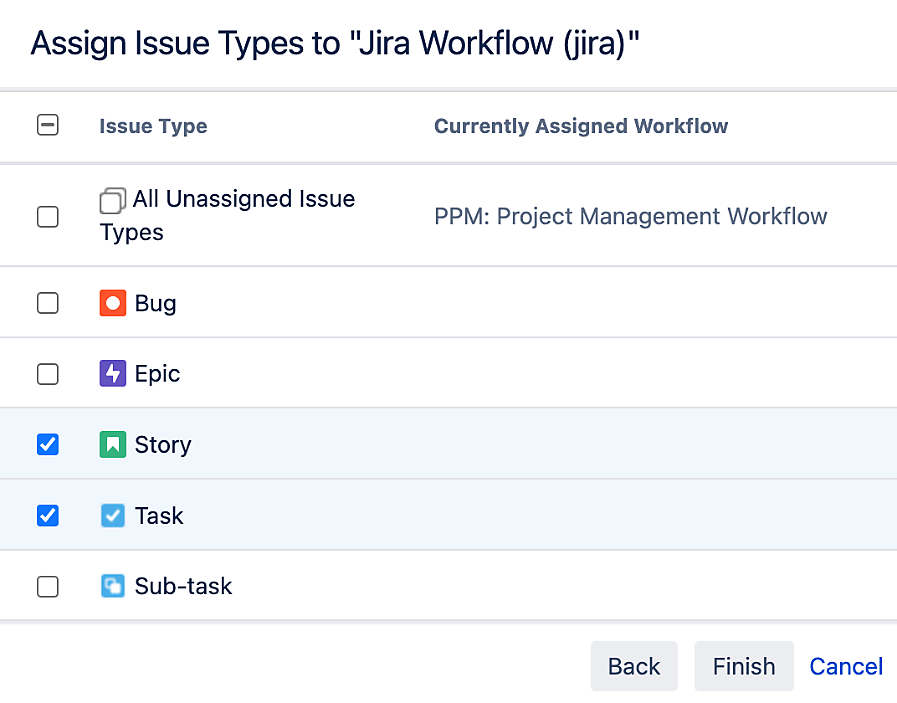 Assign Issue Types to "Jira Workflow (jira)"
Issue Type Currently Assigned Workflow
All Unassigned Issue
Types
PPM: Project Management Workflow
Bug
Epic
Story
Task
Sub-task
Back Finish Cancel